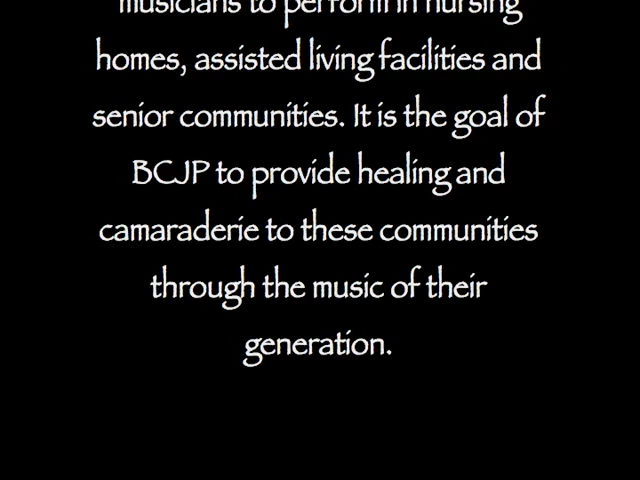 musicians to perform in nursing
homes, assisted living facilities and
senior communities. It is the goal of
BCJP to provide healing and
camaraderie to these communities
through the music of their
generation.